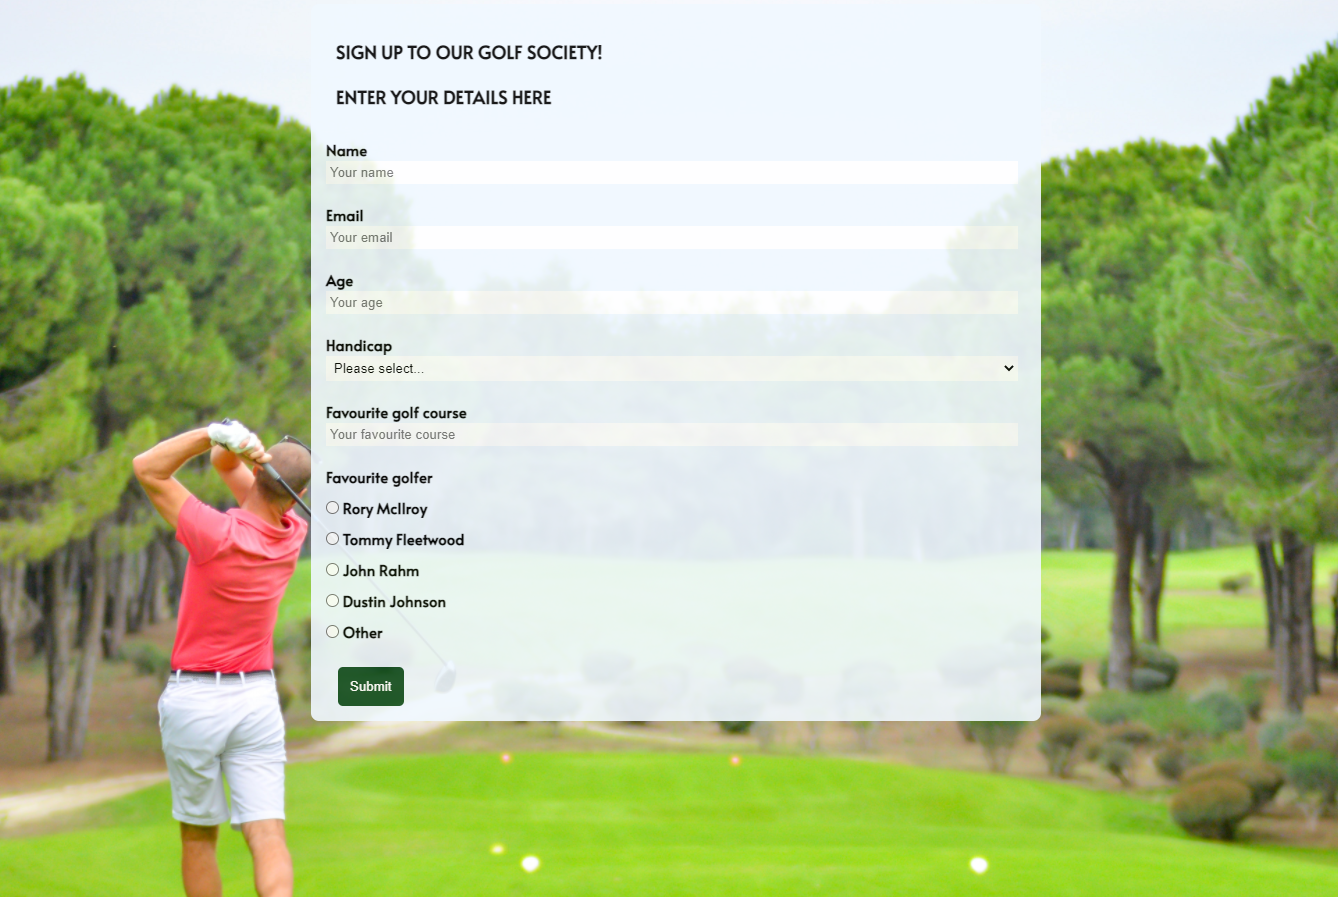 SIGN UP TO OUR GOLF SOCIETY!
ENTER YOUR DETAILS HERE
Name
Your name
Email
Your email
Age
Your age
Handicap
Please select...
Favourite golf course
Your favourite course
Favourite golfer
Rory McIlroy
Tommy Fleetwood
John Rahm
Dustin Johnson
Other
Submit